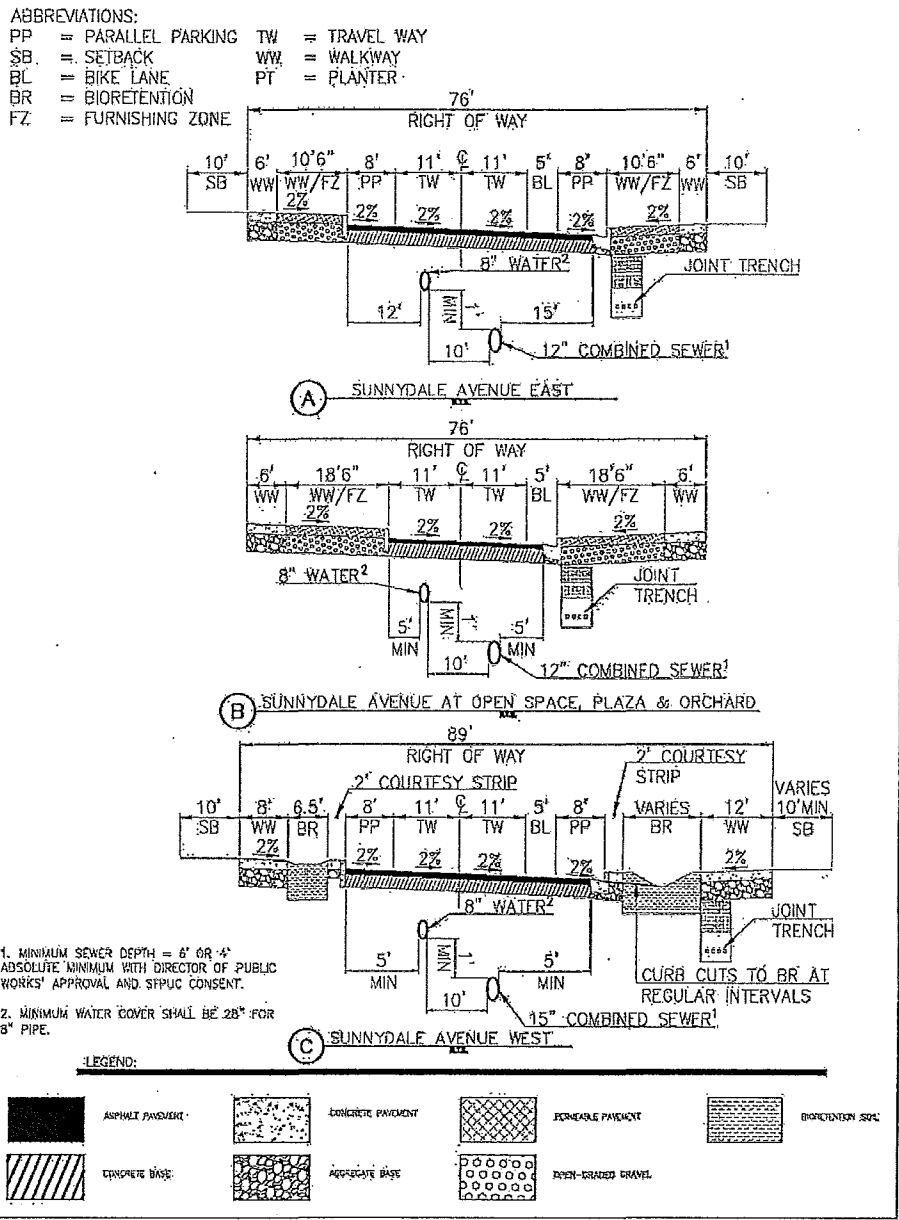 ABBREVIATIONS:
PP = PARALLEL PARKING TW = TRAVEL WAY
SB = SETBACK WW = WALKWAY
BL = BIKE LANE PT = PLANTER
BR = BIORETENTION
FZ = FURNISHING ZONE
76'
RIGHT OF WAY
10' 6' 10'6" 8' 11' ℄ 11' 5' 8' 10'6" 6' 10'
SB WW WW/FZ PP TW TW BL PP WW/FZ WW SB
2% 2% 2% 2% 2% 2%
8" WATER²
JOINT TRENCH
12' 1' MIN 15'
10' 12" COMBINED SEWER¹
A SUNNYDALE AVENUE EAST
N.T.S.
76'
RIGHT OF WAY
6' 18'6" 11' ℄ 11' 5' 18'6" 6'
WW WW/FZ TW TW BL WW/FZ WW
2% 2% 2% 2%
8" WATER²
JOINT
TRENCH
5' 1' MIN 5'
MIN MIN
10' 12" COMBINED SEWER¹
B SUNNYDALE AVENUE AT OPEN SPACE, PLAZA & ORCHARD
N.T.S.
89'
RIGHT OF WAY
2' COURTESY STRIP
2' COURTESY
STRIP
VARIES
10' 8' 6.5' 8' 11' ℄ 11' 5' 8' VARIES 12' 10'MIN.
SB WW BR PP TW TW BL PP BR WW SB
2% 2% 2% 2% 2% 2%
8" WATER²
JOINT
TRENCH
5' 1' MIN 5'
MIN MIN
CURB CUTS TO BR AT
REGULAR INTERVALS
10' 15" COMBINED SEWER¹
C SUNNYDALE AVENUE WEST
N.T.S.
1. MINIMUM SEWER DEPTH = 6' OR 4'
ABSOLUTE MINIMUM WITH DIRECTOR OF PUBLIC
WORKS' APPROVAL AND SFPUC CONSENT.
2. MINIMUM WATER COVER SHALL BE 28" FOR
8" PIPE.
LEGEND:
ASPHALT PAVEMENT CONCRETE PAVEMENT PERMEABLE PAVEMENT BIORETENTION SOIL
CONCRETE BASE AGGREGATE BASE OPEN-GRADED GRAVEL